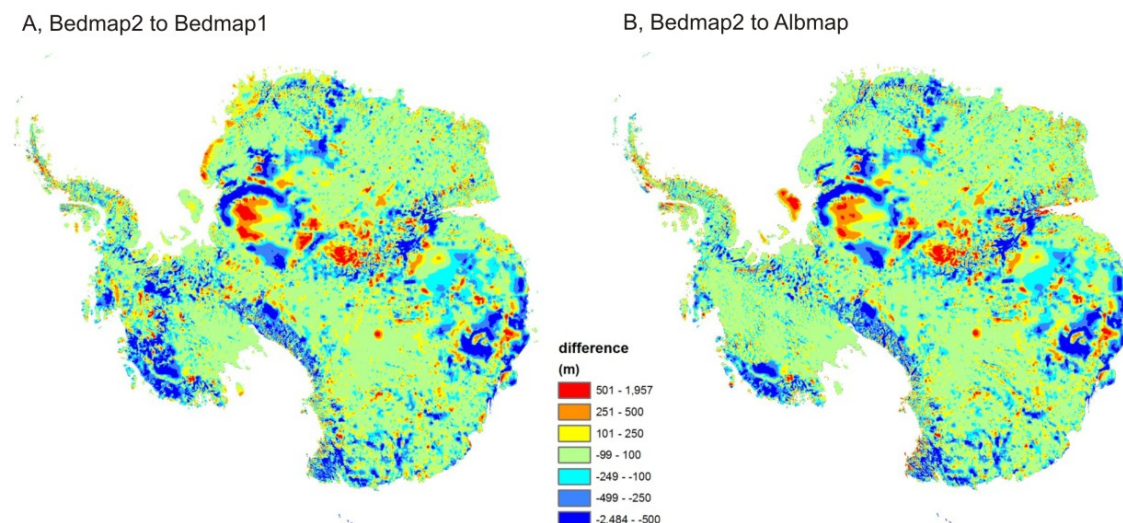 A, Bedmap2 to Bedmap1
B, Bedmap2 to Albmap
difference
(m)
501 - 1,957
251 - 500
101 - 250
-99 - 100
-249 - -100
-499 - -250
-2,484 - -500